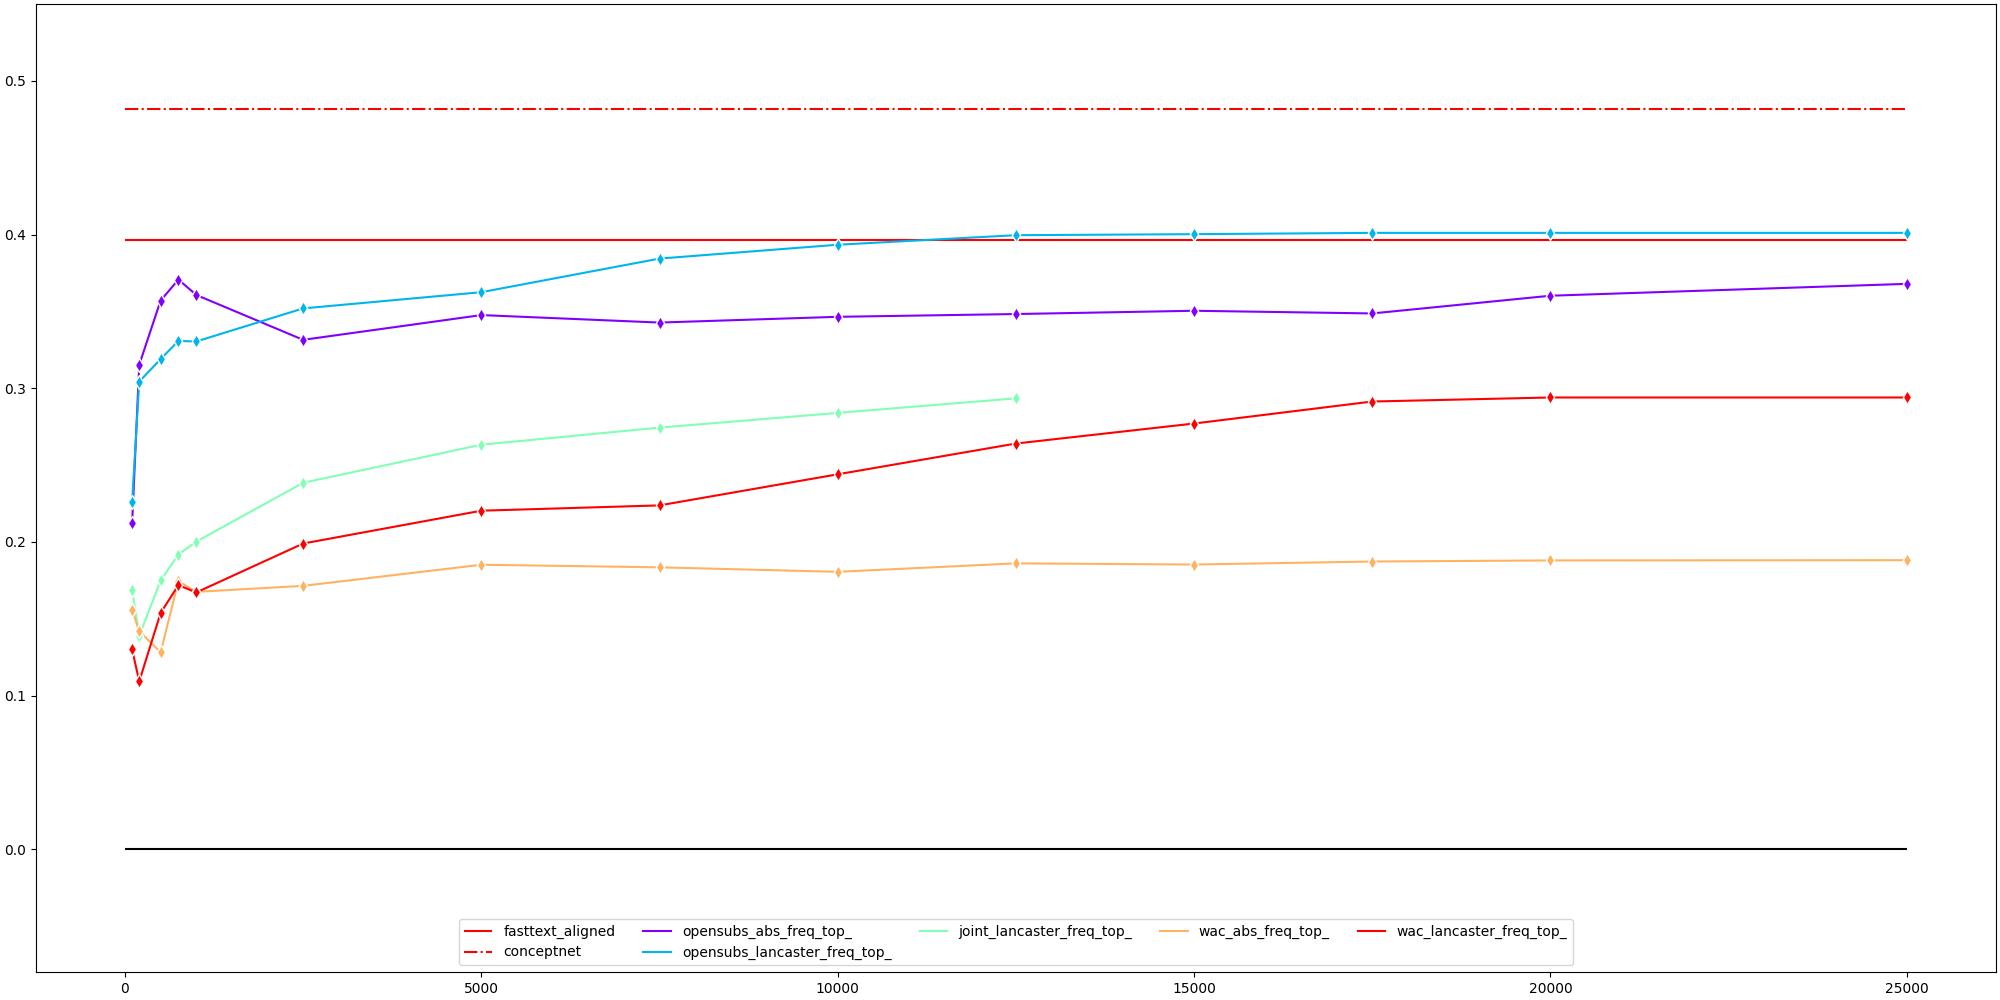 0.5
0.4
0.3
0.2
0.1
0.0
fasttext_aligned opensubs_abs_freq_top_ joint_lancaster_freq_top_ wac_abs_freq_top_ wac_lancaster_freq_top_
conceptnet opensubs_lancaster_freq_top_
0 5000 10000 15000 20000 25000